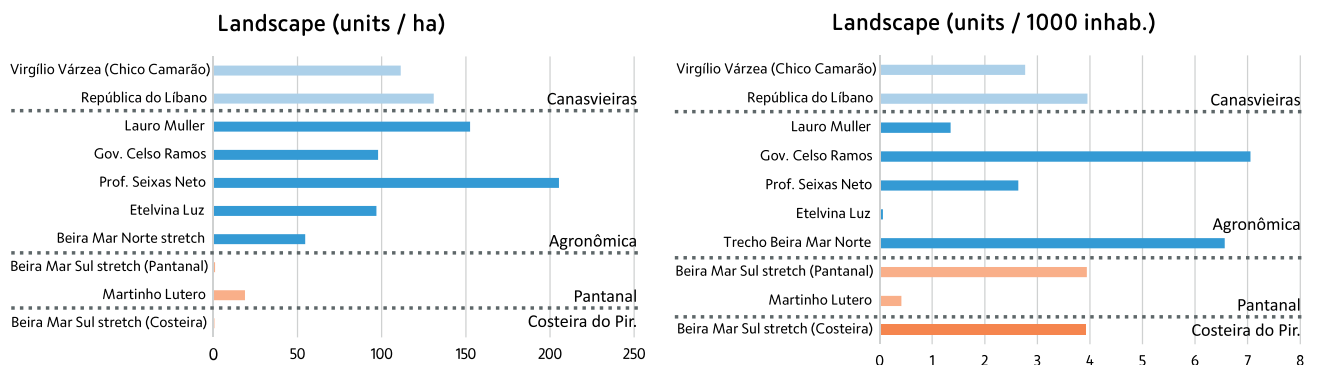 Landscape (units / ha)
Virgílio Várzea (Chico Camarão)
República do Líbano
Canasvieiras
Lauro Muller
Gov. Celso Ramos
Prof. Seixas Neto
Etelvina Luz
Beira Mar Norte stretch
Agronômica
Beira Mar Sul stretch (Pantanal)
Martinho Lutero
Pantanal
Beira Mar Sul stretch (Costeira)
Costeira do Pir.
0 50 100 150 200 250
Landscape (units / 1000 inhab.)
Virgílio Várzea (Chico Camarão)
República do Líbano
Canasvieiras
Lauro Muller
Gov. Celso Ramos
Prof. Seixas Neto
Etelvina Luz
Agronômica
Trecho Beira Mar Norte
Beira Mar Sul stretch (Pantanal)
Martinho Lutero
Pantanal
Beira Mar Sul stretch (Costeira)
Costeira do Pir.
0 1 2 3 4 5 6 7 8